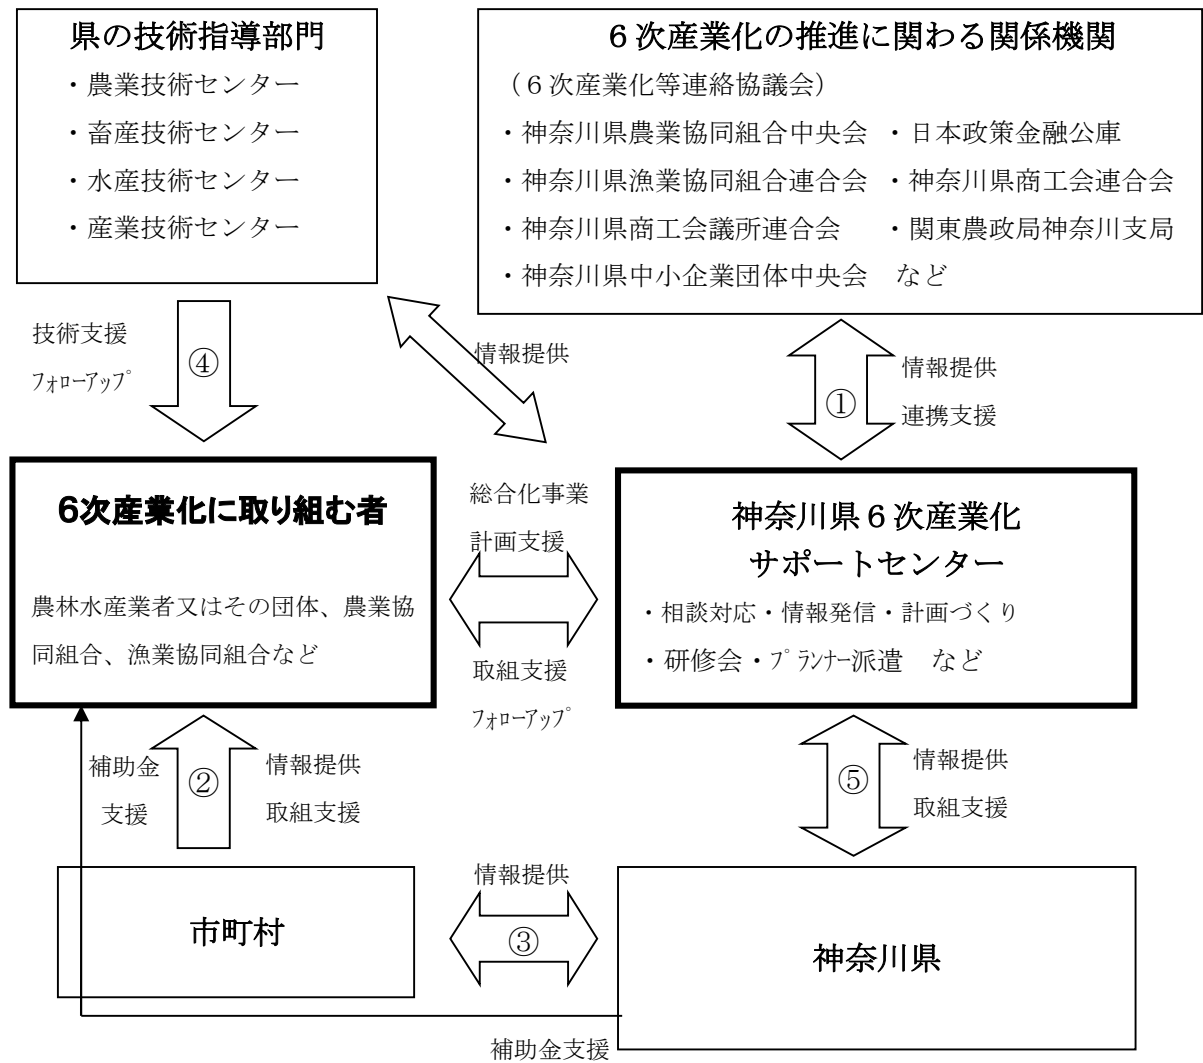 県の技術指導部門
・農業技術センター
・畜産技術センター
・水産技術センター
・産業技術センター
６次産業化の推進に関わる関係機関
（６次産業化等連絡協議会）
・神奈川県農業協同組合中央会　・日本政策金融公庫
・神奈川県漁業協同組合連合会　・神奈川県商工会連合会
・神奈川県商工会議所連合会　・関東農政局神奈川支局
・神奈川県中小企業団体中央会　など
技術支援
ﾌｫﾛｰｱｯﾌﾟ
④
情報提供
①
情報提供
連携支援
６次産業化に取り組む者
農林水産業者又はその団体、農業協
同組合、漁業協同組合など
総合化事業
計画支援
取組支援
ﾌｫﾛｰｱｯﾌﾟ
神奈川県６次産業化
サポートセンター
・相談対応・情報発信・計画づくり
・研修会・ﾌﾟﾗﾝﾅｰ派遣　など
補助金
支援
②
情報提供
取組支援
⑤
情報提供
取組支援
市町村
情報提供
③
神奈川県
補助金支援